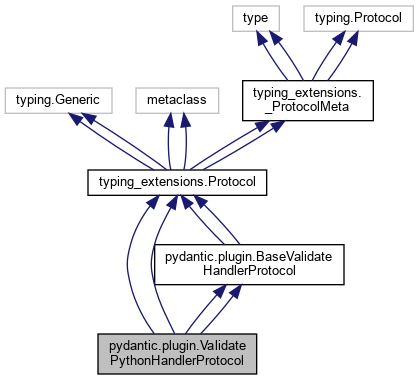 type
typing.Protocol
typing.Generic
metaclass
typing_extensions.
_ProtocolMeta
typing_extensions.Protocol
pydantic.plugin.BaseValidate
HandlerProtocol
pydantic.plugin.Validate
PythonHandlerProtocol